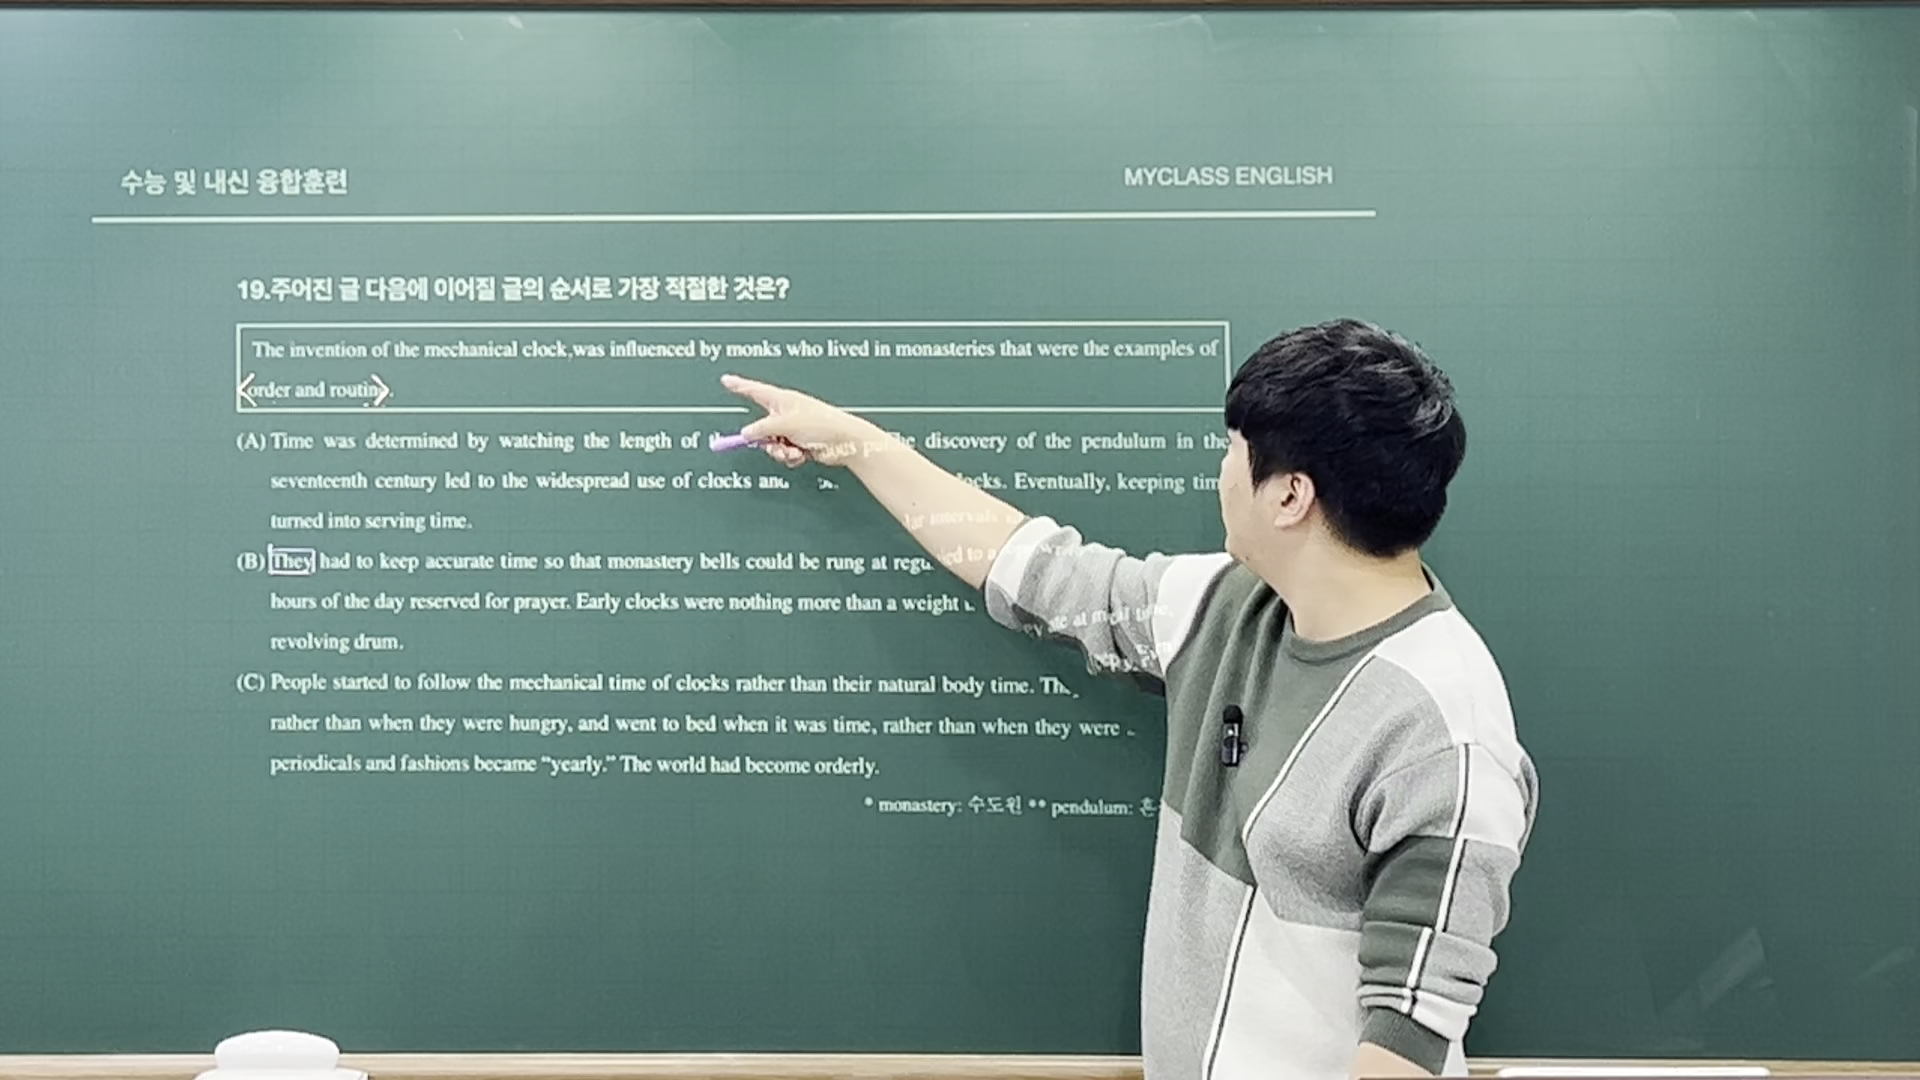 수능 및 내신 융합훈련
MYCLASS ENGLISH
19.주어진 글 다음에 이어질 글의 순서로 가장 적절한 것은?
The invention of the mechanical clock,was influenced by monks who lived in monasteries that were the examples of
order and routine.
(A) Time was determined by watching the length of discovery of the pendulum in the
seventeenth century led to the widespread use of clocks and Eventually, keeping time
turned into serving time.
(B) They had to keep accurate time so that monastery bells could be rung at intervals
hours of the day reserved for prayer. Early clocks were nothing more than a weight
revolving drum.
(C) People started to follow the mechanical time of clocks rather than their natural body time. They ate at meal time,
rather than when they were hungry, and went to bed when it was time, rather than when they were
periodicals and fashions became “yearly.” The world had become orderly.
* monastery: 수도원 ** pendulum: